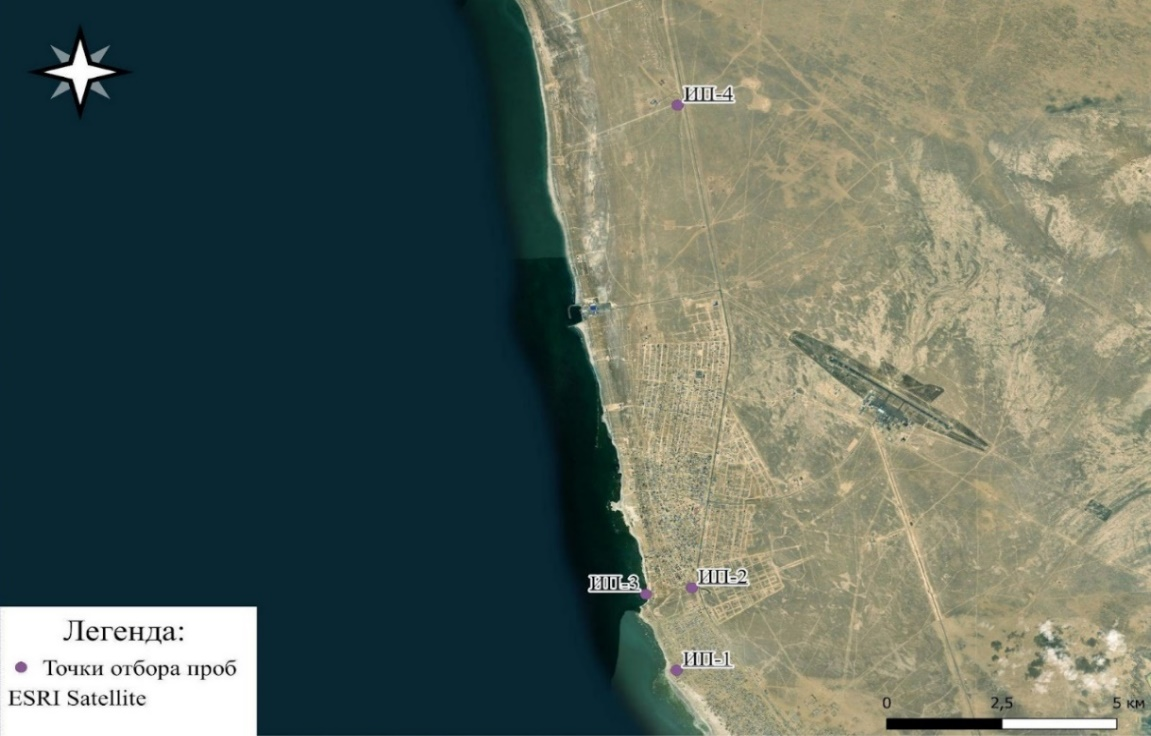 ИП-4
ИП-3
ИП-2
ИП-1
Легенда:
Точки отбора проб
ESRI Satellite
0 2,5 5 км